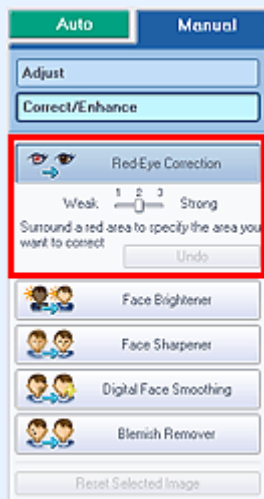 Auto Manual
Adjust
Correct/Enhance
Red-Eye Correction
1 2 3
Weak Strong
Surround a red area to specify the area you
want to correct
Undo
Face Brightener
Face Sharpener
Digital Face Smoothing
Blemish Remover
Reset Selected Image